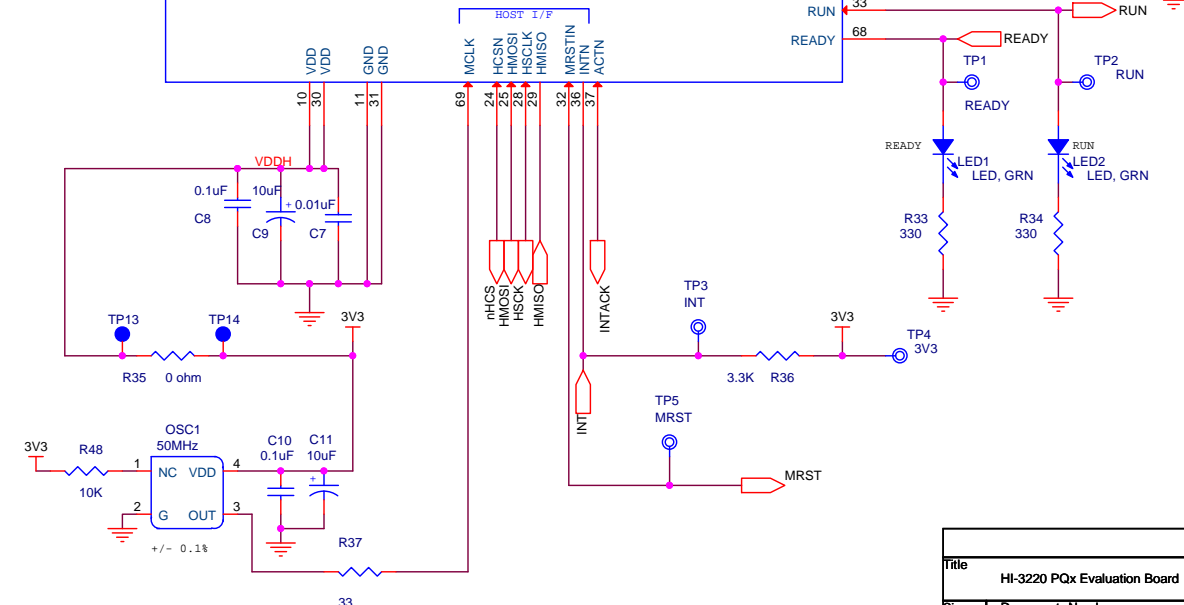 HOST I/F
RUN
33
RUN
READY
68
READY
VDD
VDD
GND
GND
MCLK
HCSN
HMOSI
HSCLK
HMISO
MRSTIN
INTN
ACTN
10
30
11
31
69
24
25
28
29
32
36
37
TP1
READY
TP2
RUN
READY
LED1
LED, GRN
RUN
LED2
LED, GRN
R33
330
R34
330
VDDH
0.1uF
C8
10uF
+
C9
0.01uF
C7
nHCS
HMOSI
HSCK
HMISO
INTACK
TP13
TP14
3V3
R35
0 ohm
TP3
INT
3V3
TP4
3V3
3.3K
R36
INT
TP5
MRST
MRST
OSC1
50MHz
3V3
R48
10K
1
NC
VDD
4
2
G
OUT
3
+/- 0.1%
C10
0.1uF
C11
10uF
+
R37
33
Title
HI-3220 PQx Evaluation Board